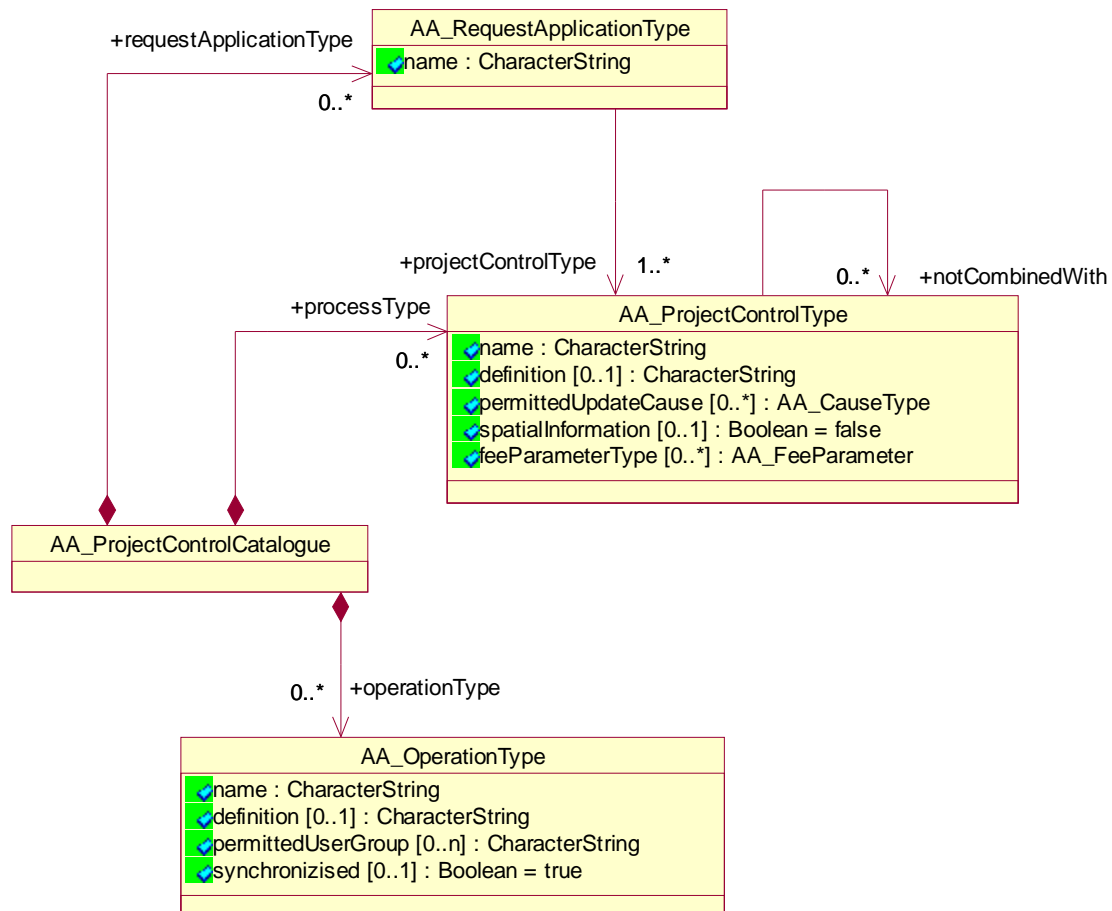 AA_RequestApplicationType
name : CharacterString
+requestApplicationType
0..*
+projectControlType
1..*
0..*
+notCombinedWith
+processType
0..*
AA_ProjectControlType
name : CharacterString
definition [0..1] : CharacterString
permittedUpdateCause [0..*] : AA_CauseType
spatialInformation [0..1] : Boolean = false
feeParameterType [0..*] : AA_FeeParameter
AA_ProjectControlCatalogue
0..*
+operationType
AA_OperationType
name : CharacterString
definition [0..1] : CharacterString
permittedUserGroup [0..n] : CharacterString
synchronizised [0..1] : Boolean = true